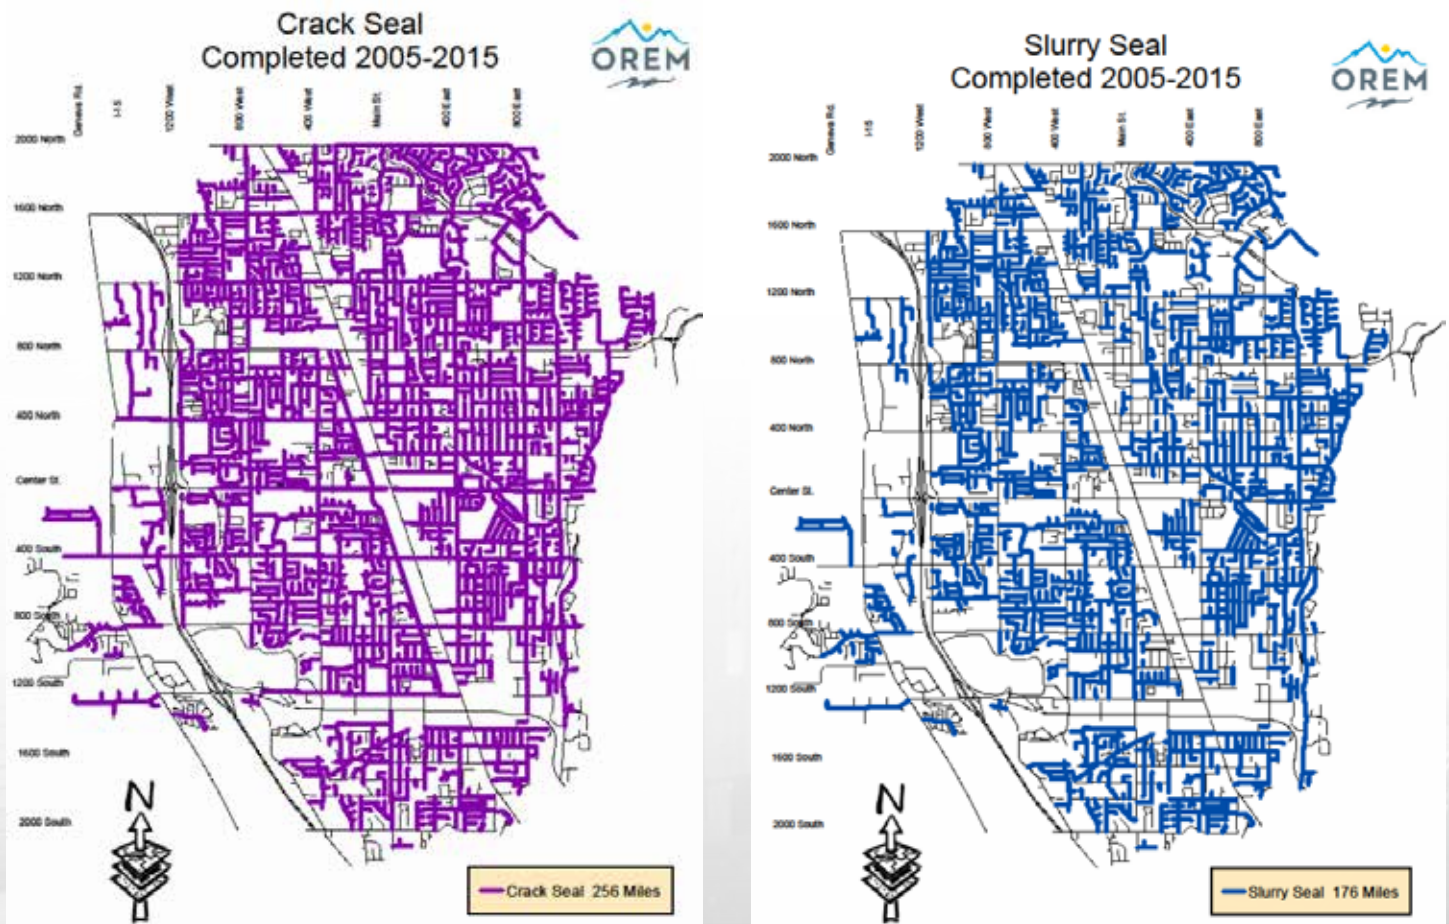 Crack Seal
Completed 2005-2015
OREM
Geneva Rd.
I-15
1200 West
800 West
400 West
Main St.
400 East
800 East
2000 North
1600 North
1200 North
800 North
400 North
Center St.
400 South
800 South
1200 South
1600 South
2000 South
N
Crack Seal 256 Miles
Slurry Seal
Completed 2005-2015
OREM
Geneva Rd.
I-15
1200 West
800 West
400 West
Main St.
400 East
800 East
2000 North
1600 North
1200 North
800 North
400 North
Center St.
400 South
800 South
1200 South
1600 South
2000 South
N
Slurry Seal 176 Miles